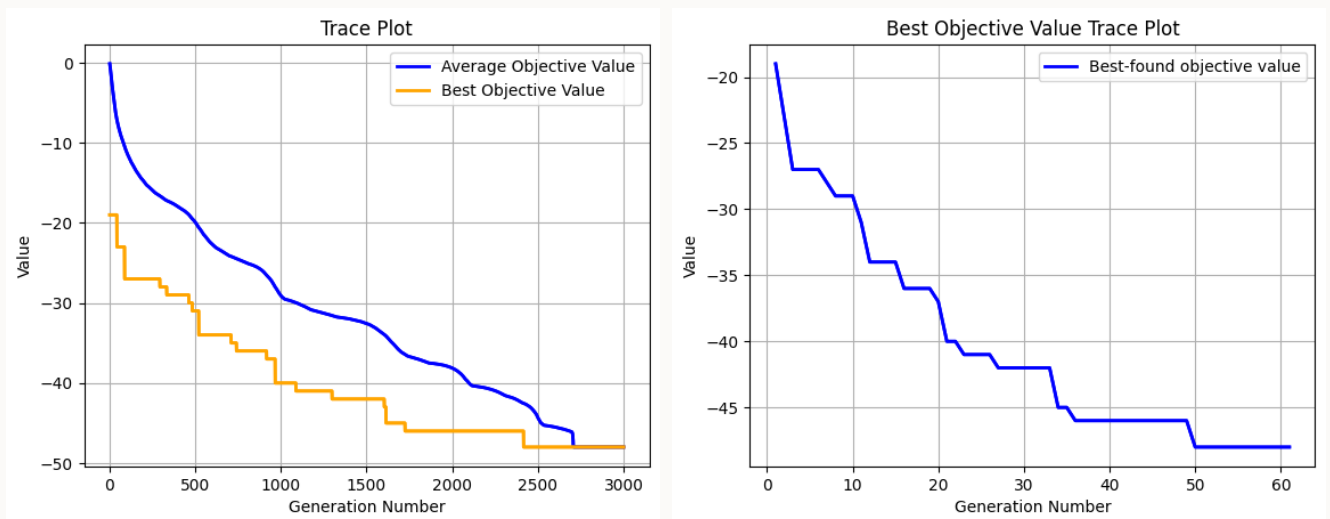 Trace Plot
Average Objective Value
Best Objective Value
0
−10
−20
−30
−40
−50
Value
0 500 1000 1500 2000 2500 3000
Generation Number
Best Objective Value Trace Plot
Best-found objective value
−20
−25
−30
−35
−40
−45
Value
0 10 20 30 40 50 60
Generation Number